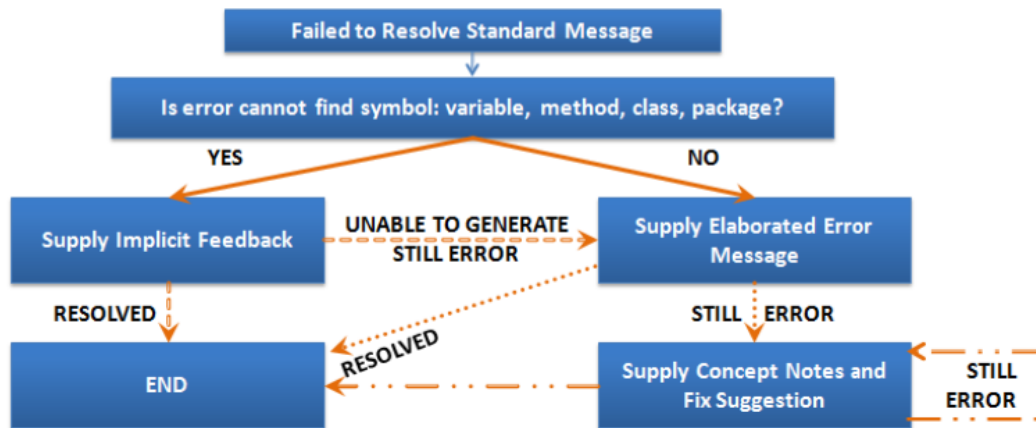 Failed to Resolve Standard Message
Is error cannot find symbol: variable, method, class, package?
YES
NO
Supply Implicit Feedback
UNABLE TO GENERATE
STILL ERROR
Supply Elaborated Error
Message
RESOLVED
RESOLVED
STILL ERROR
END
Supply Concept Notes and
Fix Suggestion
STILL
ERROR